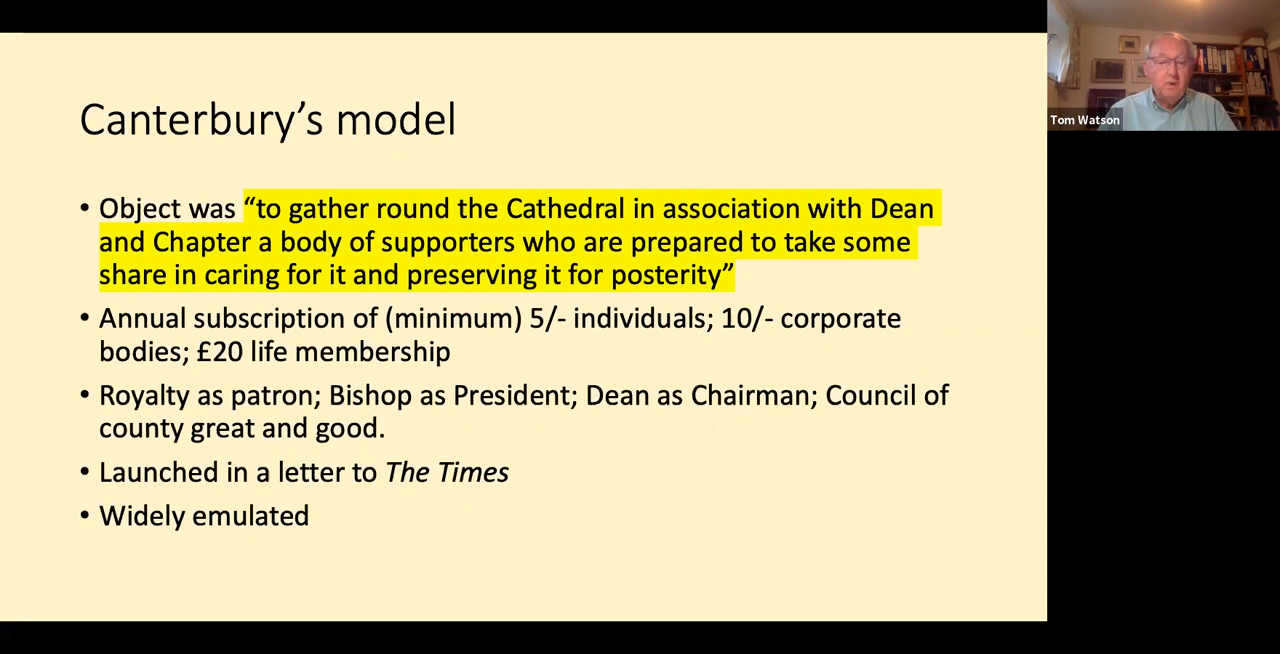 Canterbury’s model
• Object was “to gather round the Cathedral in association with Dean
and Chapter a body of supporters who are prepared to take some
share in caring for it and preserving it for posterity”
• Annual subscription of (minimum) 5/- individuals; 10/- corporate
bodies; £20 life membership
• Royalty as patron; Bishop as President; Dean as Chairman; Council of
county great and good.
• Launched in a letter to The Times
• Widely emulated
Tom Watson